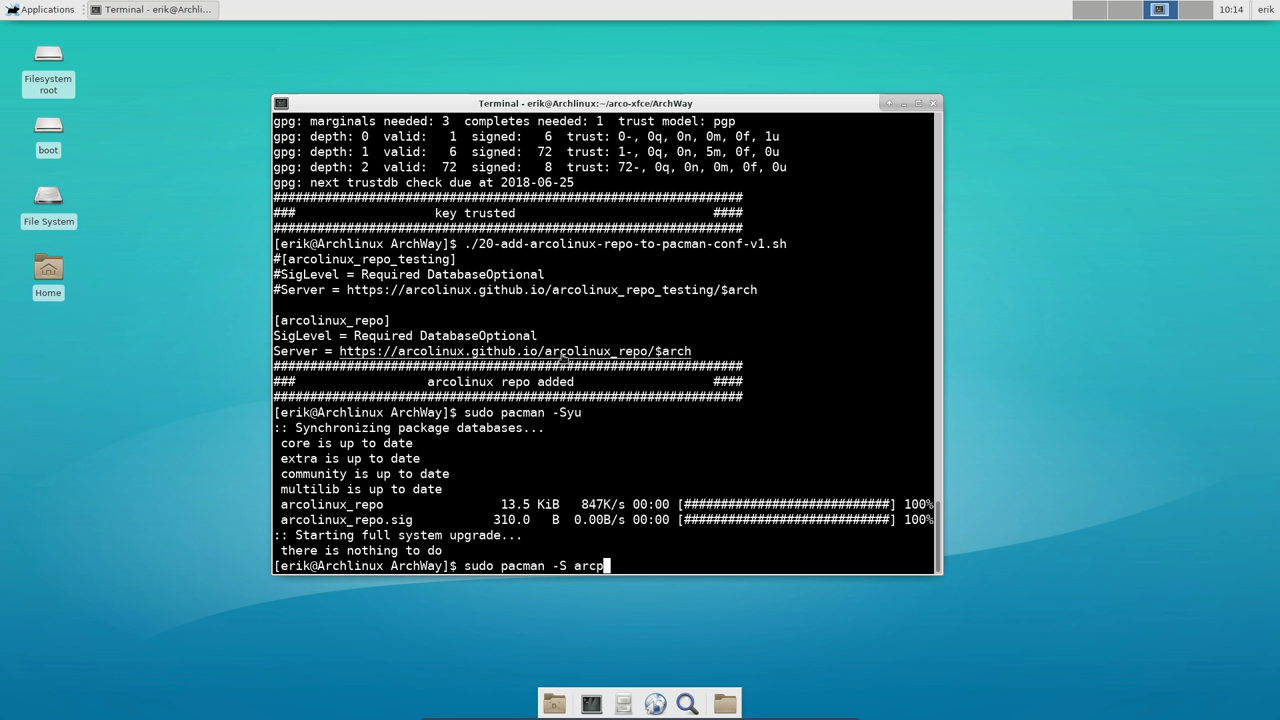 Applications
Terminal - erik@Archli...
10:14
erik
Filesystem
root
boot
File System
Home
Terminal - erik@Archlinux:~/arco-xfce/ArchWay
gpg: marginals needed: 3  completes needed: 1  trust model: pgp
gpg: depth: 0  valid:   1  signed:   6  trust: 0-, 0q, 0n, 0m, 0f, 1u
gpg: depth: 1  valid:   6  signed:  72  trust: 1-, 0q, 0n, 5m, 0f, 0u
gpg: depth: 2  valid:  72  signed:   8  trust: 72-, 0q, 0n, 0m, 0f, 0u
gpg: next trustdb check due at 2018-06-25
################################################################
###                   key trusted                           ####
################################################################
[erik@Archlinux ArchWay]$ ./20-add-arcolinux-repo-to-pacman-conf-v1.sh
#[arcolinux_repo_testing]
#SigLevel = Required DatabaseOptional
#Server = https://arcolinux.github.io/arcolinux_repo_testing/$arch
[arcolinux_repo]
SigLevel = Required DatabaseOptional
Server = https://arcolinux.github.io/arcolinux_repo/$arch
################################################################
###                  arcolinux repo added                   ####
################################################################
[erik@Archlinux ArchWay]$ sudo pacman -Syu
:: Synchronizing package databases...
core is up to date
extra is up to date
community is up to date
multilib is up to date
arcolinux_repo                13.5 KiB   847K/s 00:00 [############################] 100%
arcolinux_repo.sig           310.0   B  0.00B/s 00:00 [############################] 100%
:: Starting full system upgrade...
there is nothing to do
[erik@Archlinux ArchWay]$ sudo pacman -S arcp